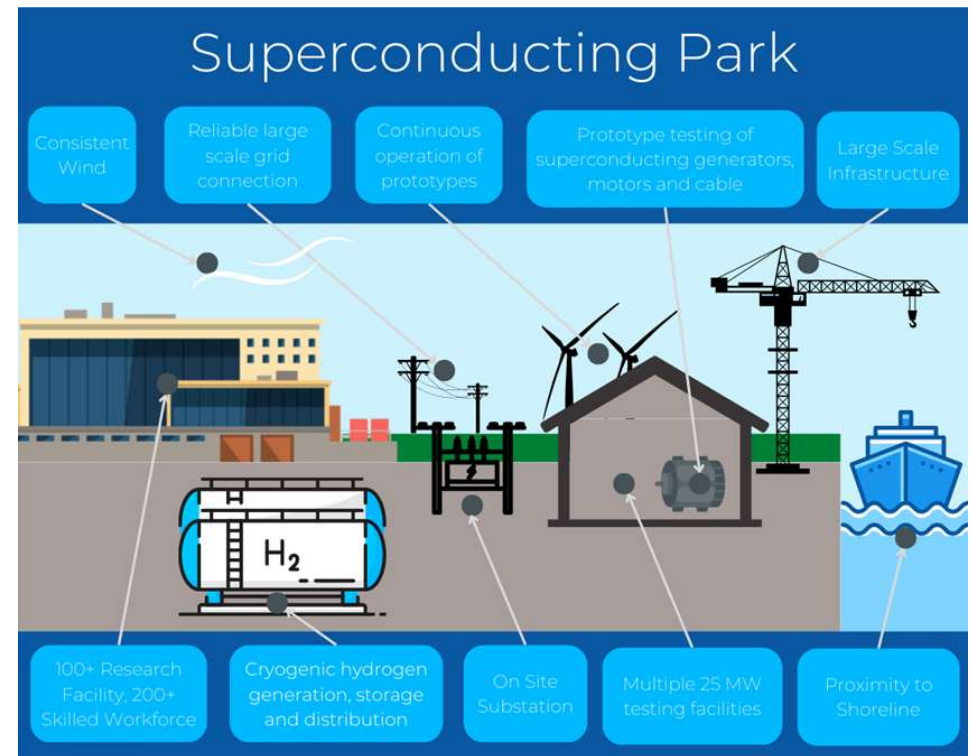 Superconducting Park
Consistent
Wind
Reliable large
scale grid
connection
Continuous
operation of
prototypes
Prototype testing of
superconducting generators,
motors and cable
Large Scale
Infrastructure
H₂
100+ Research
Facility, 200+
Skilled Workforce
Cryogenic hydrogen
generation, storage
and distribution
On Site
Substation
Multiple 25 MW
testing facilities
Proximity to
Shoreline